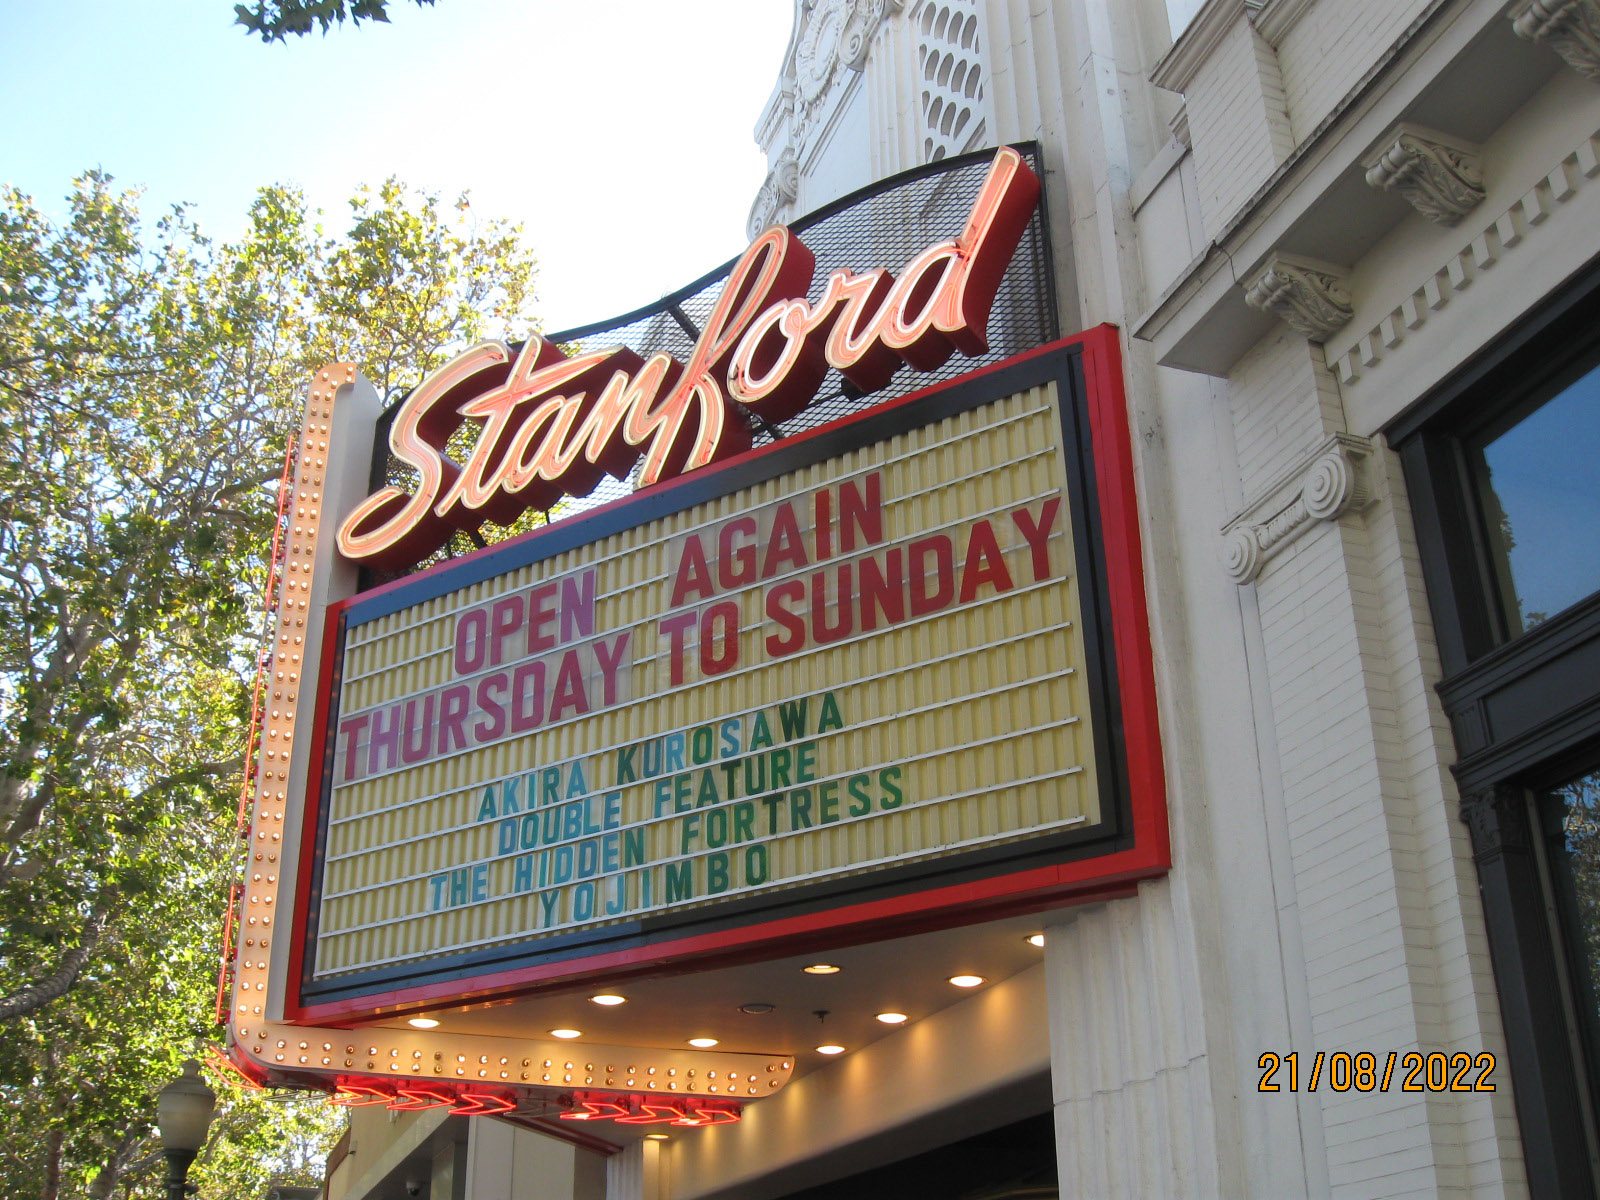 Stanford
OPEN AGAIN
THURSDAY TO SUNDAY
AKIRA KUROSAWA
DOUBLE FEATURE
THE HIDDEN FORTRESS
YOJIMBO
21/08/2022